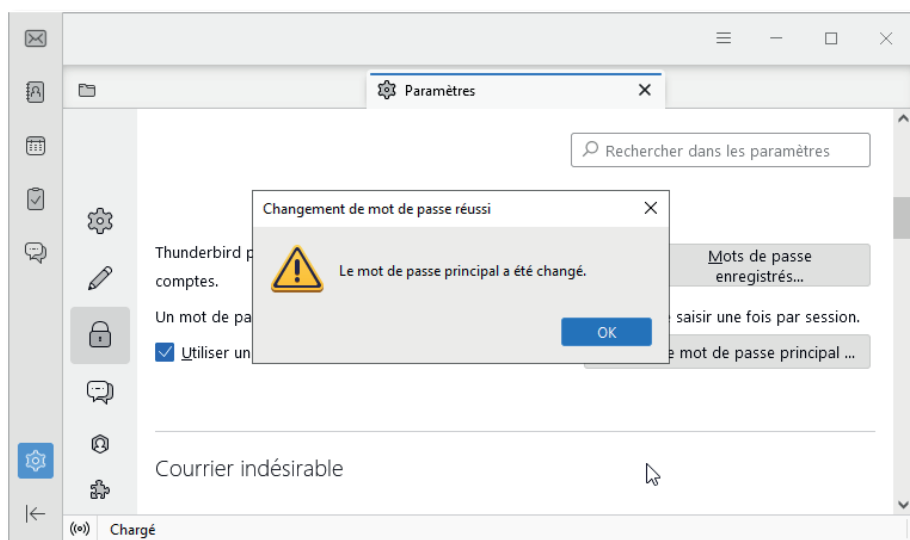 Paramètres
Rechercher dans les paramètres
Changement de mot de passe réussi
Le mot de passe principal a été changé.
OK
Thunderbird p
comptes.
Mots de passe
enregistrés...
Un mot de pa
saisir une fois par session.
Utiliser un
mot de passe principal ...
Courrier indésirable
Chargé